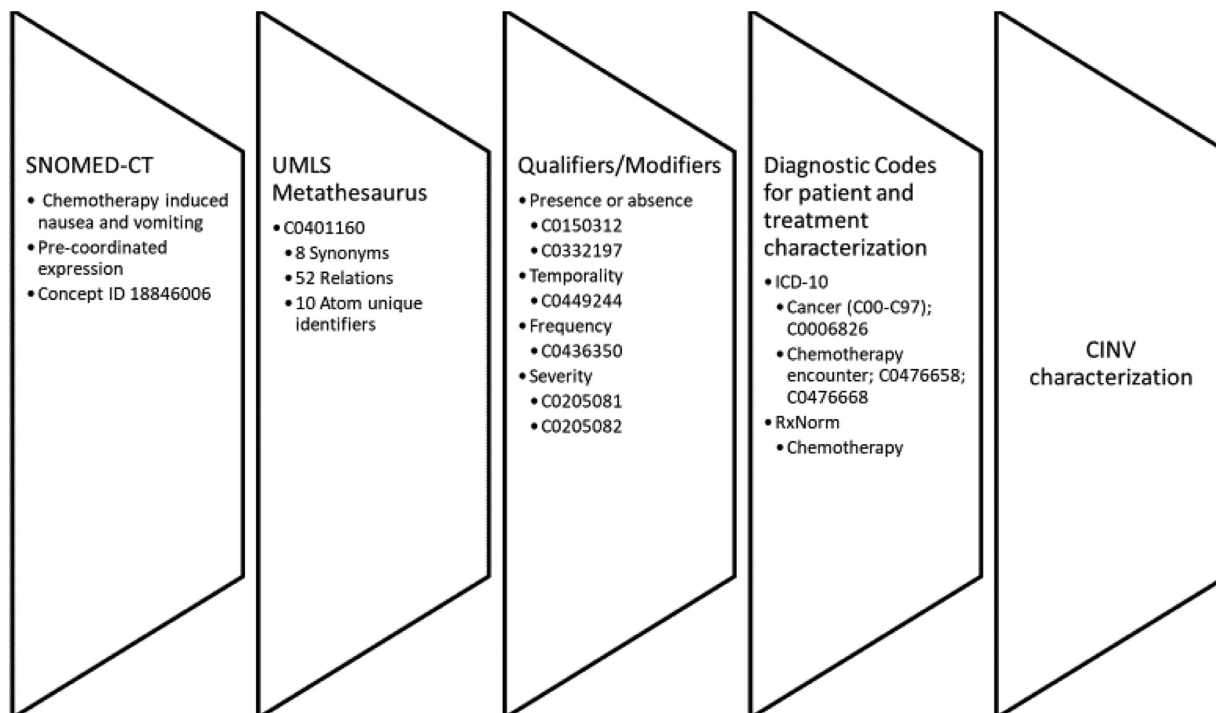 SNOMED-CT
• Chemotherapy induced
nausea and vomiting
• Pre-coordinated
expression
• Concept ID 18846006
UMLS
Metathesaurus
• C0401160
• 8 Synonyms
• 52 Relations
• 10 Atom unique
identifiers
Qualifiers/Modifiers
• Presence or absence
• C0150312
• C0332197
• Temporality
• C0449244
• Frequency
• C0436350
• Severity
• C0205081
• C0205082
Diagnostic Codes
for patient and
treatment
characterization
• ICD-10
• Cancer (C00-C97);
C0006826
• Chemotherapy
encounter; C0476658;
C0476668
• RxNorm
• Chemotherapy
CINV
characterization